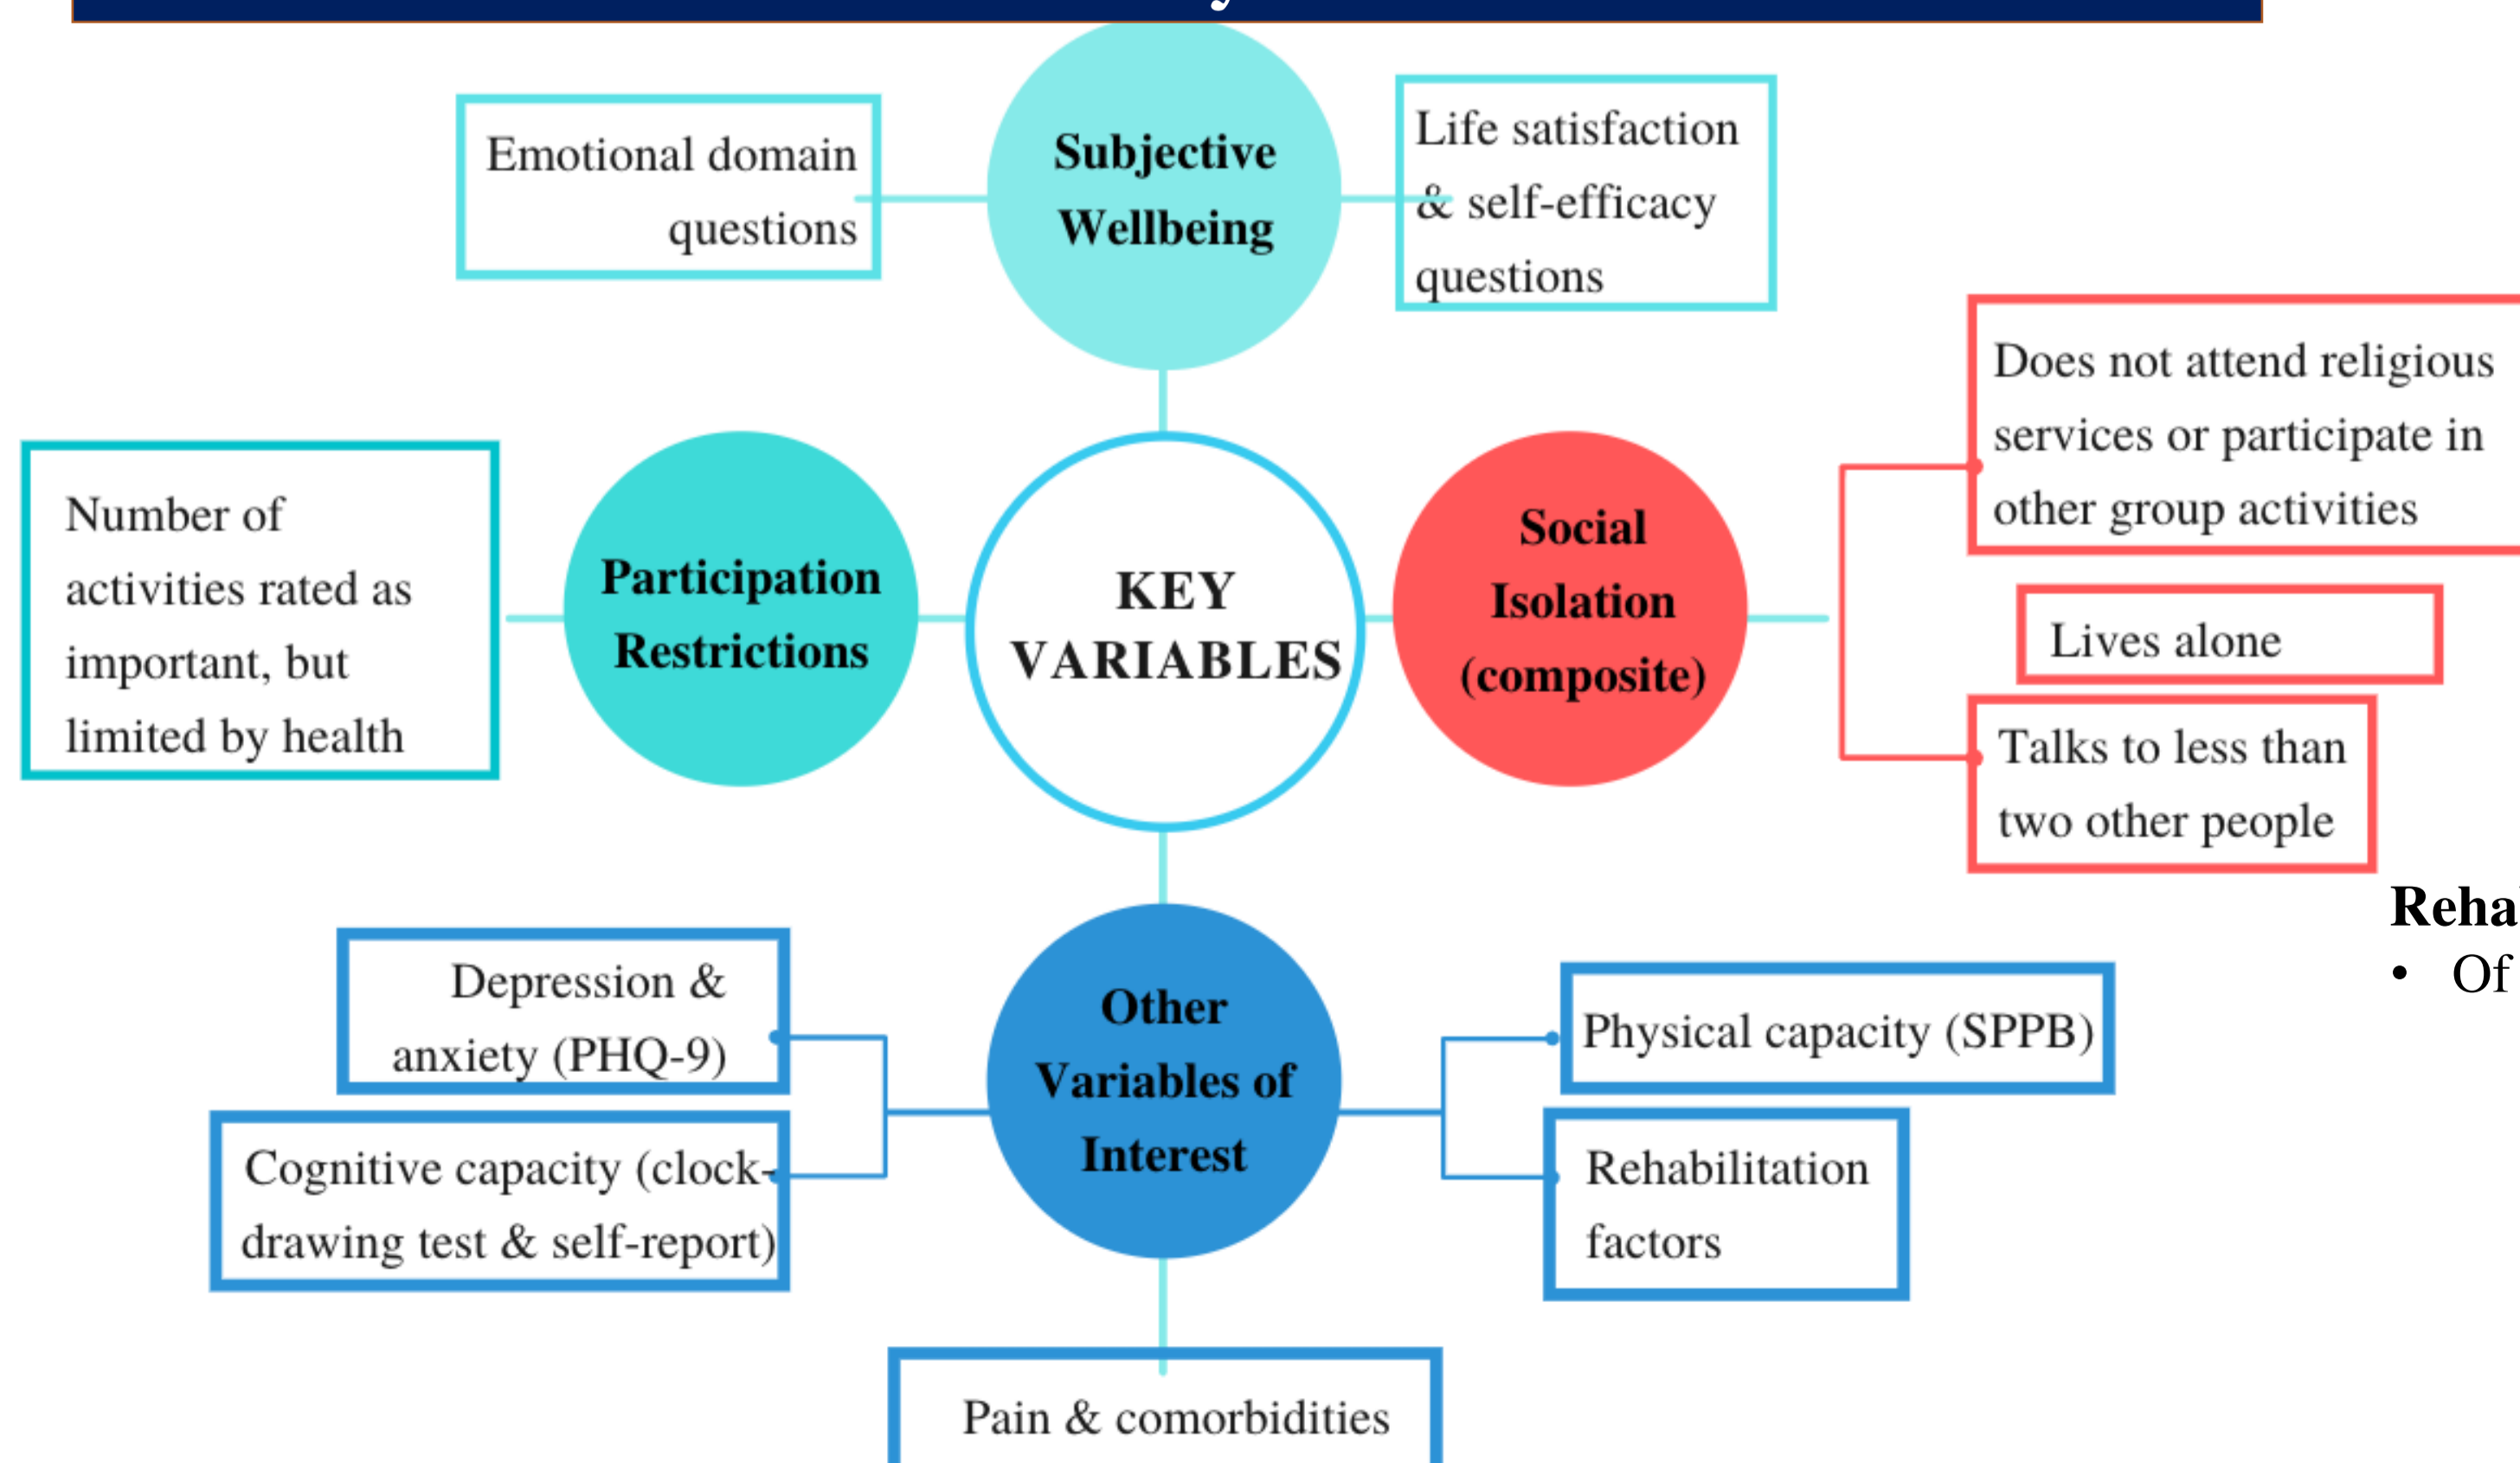 Subjective
Wellbeing
Emotional domain
questions
Life satisfaction
& self-efficacy
questions
Number of
activities rated as
important, but
limited by health
Participation
Restrictions
KEY
VARIABLES
Social
Isolation
(composite)
Does not attend religious
services or participate in
other group activities
Lives alone
Talks to less than
two other people
Depression &
anxiety (PHQ-9)
Cognitive capacity (clock-
drawing test & self-report)
Other
Variables of
Interest
Physical capacity (SPPB)
Rehabilitation
factors
Pain & comorbidities
• Of